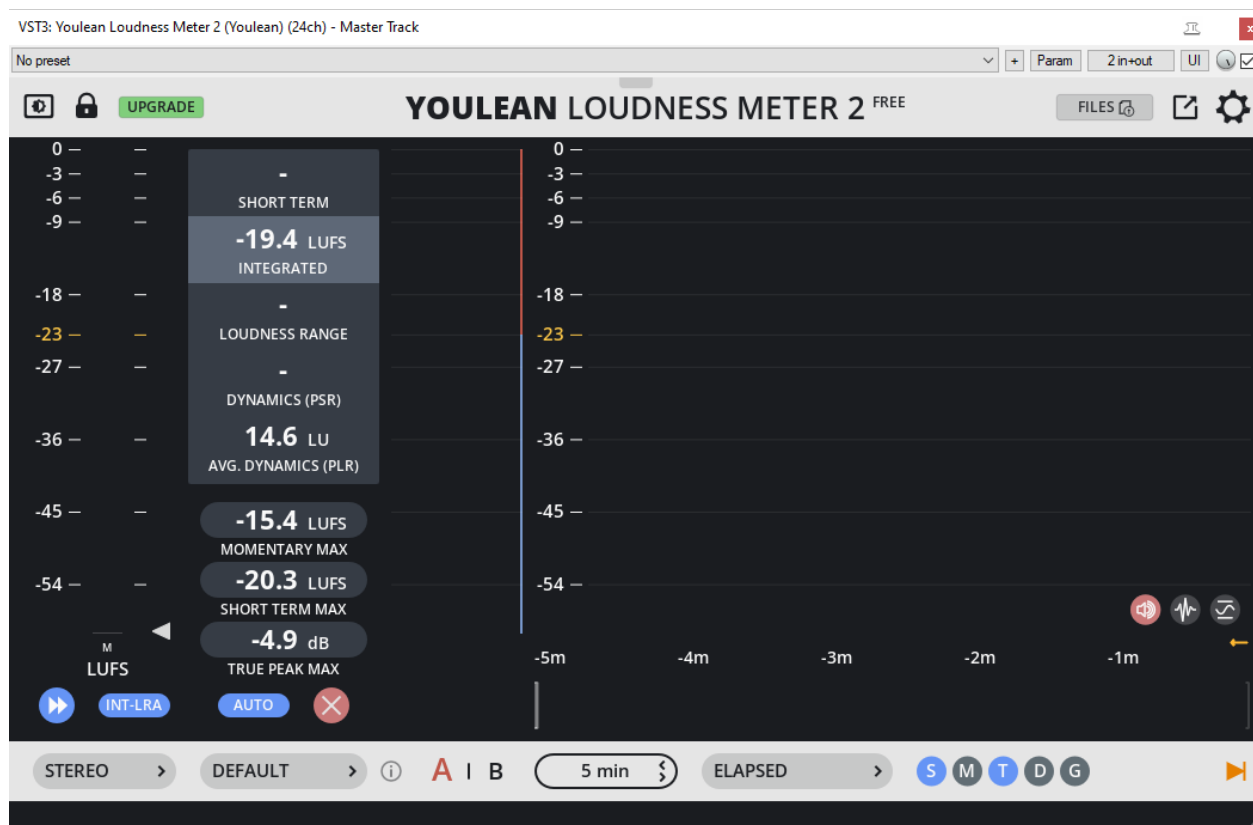 VST3: Youlean Loudness Meter 2 (Youlean) (24ch) - Master Track
No preset + Param 2 in+out UI
UPGRADE YOULEAN LOUDNESS METER 2 FREE FILES
0
-3
-6
-9
-18
-23
-27
-36
-45
-54
M
LUFS
-
SHORT TERM
-19.4 LUFS
INTEGRATED
-
LOUDNESS RANGE
-
DYNAMICS (PSR)
14.6 LU
AVG. DYNAMICS (PLR)
-15.4 LUFS
MOMENTARY MAX
-20.3 LUFS
SHORT TERM MAX
-4.9 dB
TRUE PEAK MAX
0
-3
-6
-9
-18
-23
-27
-36
-45
-54
-5m -4m -3m -2m -1m
INT-LRA AUTO
STEREO DEFAULT A | B 5 min ELAPSED S M T D G